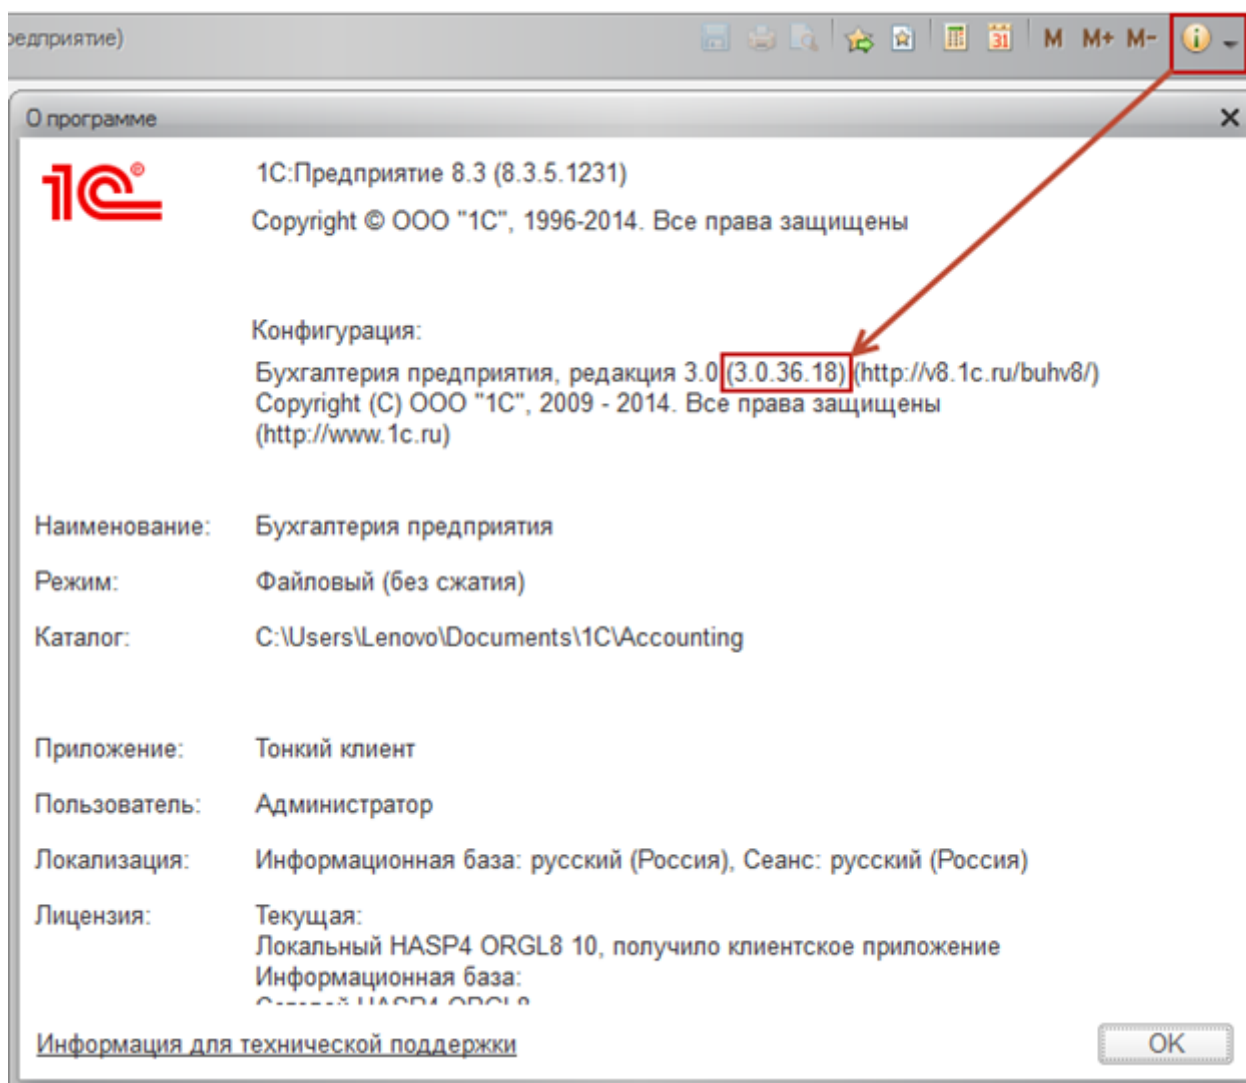 редприятие)
31 M M+ M-
О программе
1С®
1С:Предприятие 8.3 (8.3.5.1231)
Copyright © ООО "1С", 1996-2014. Все права защищены
Конфигурация:
Бухгалтерия предприятия, редакция 3.0 (3.0.36.18) (http://v8.1c.ru/buhv8/)
Copyright (C) ООО "1С", 2009 - 2014. Все права защищены
(http://www.1c.ru)
Наименование: Бухгалтерия предприятия
Режим: Файловый (без сжатия)
Каталог: C:\Users\Lenovo\Documents\1C\Accounting
Приложение: Тонкий клиент
Пользователь: Администратор
Локализация: Информационная база: русский (Россия), Сеанс: русский (Россия)
Лицензия: Текущая:
Локальный HASP4 ORGL8 10, получило клиентское приложение
Информационная база:
Информация для технической поддержки
OK